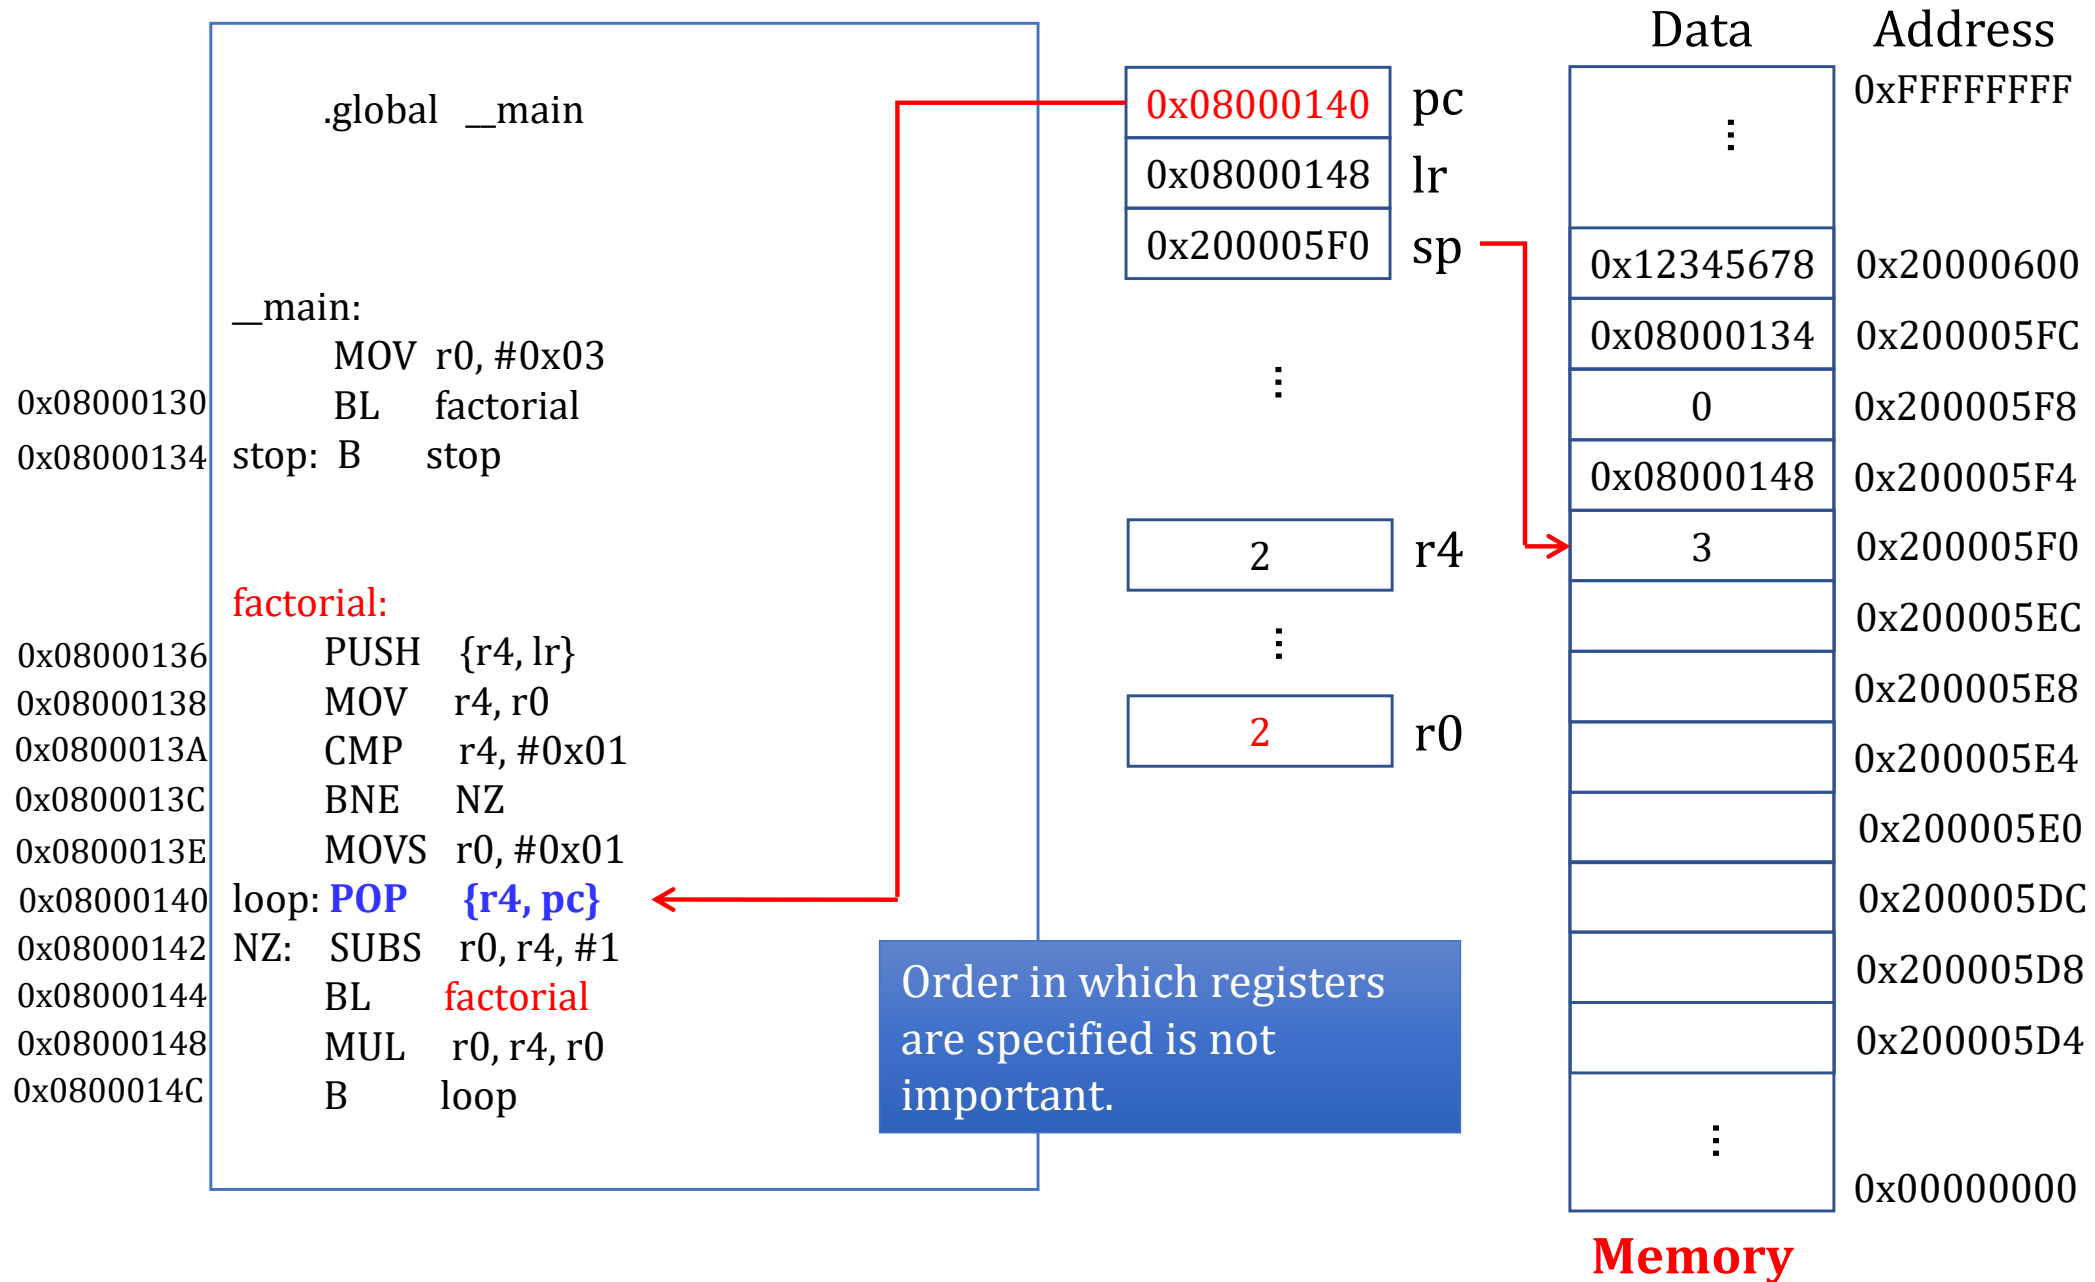 .global __main
__main:
MOV r0, #0x03
0x08000130 BL factorial
0x08000134 stop: B stop
factorial:
0x08000136 PUSH {r4, lr}
0x08000138 MOV r4, r0
0x0800013A CMP r4, #0x01
0x0800013C BNE NZ
0x0800013E MOVS r0, #0x01
0x08000140 loop: POP {r4, pc}
0x08000142 NZ: SUBS r0, r4, #1
0x08000144 BL factorial
0x08000148 MUL r0, r4, r0
0x0800014C B loop
Order in which registers
are specified is not
important.
0x08000140 pc
0x08000148 lr
0x200005F0 sp
...
2 r4
...
2 r0
Data Address
0xFFFFFFFF
...
0x12345678 0x20000600
0x08000134 0x200005FC
0 0x200005F8
0x08000148 0x200005F4
3 0x200005F0
0x200005EC
0x200005E8
0x200005E4
0x200005E0
0x200005DC
0x200005D8
0x200005D4
...
0x00000000
Memory